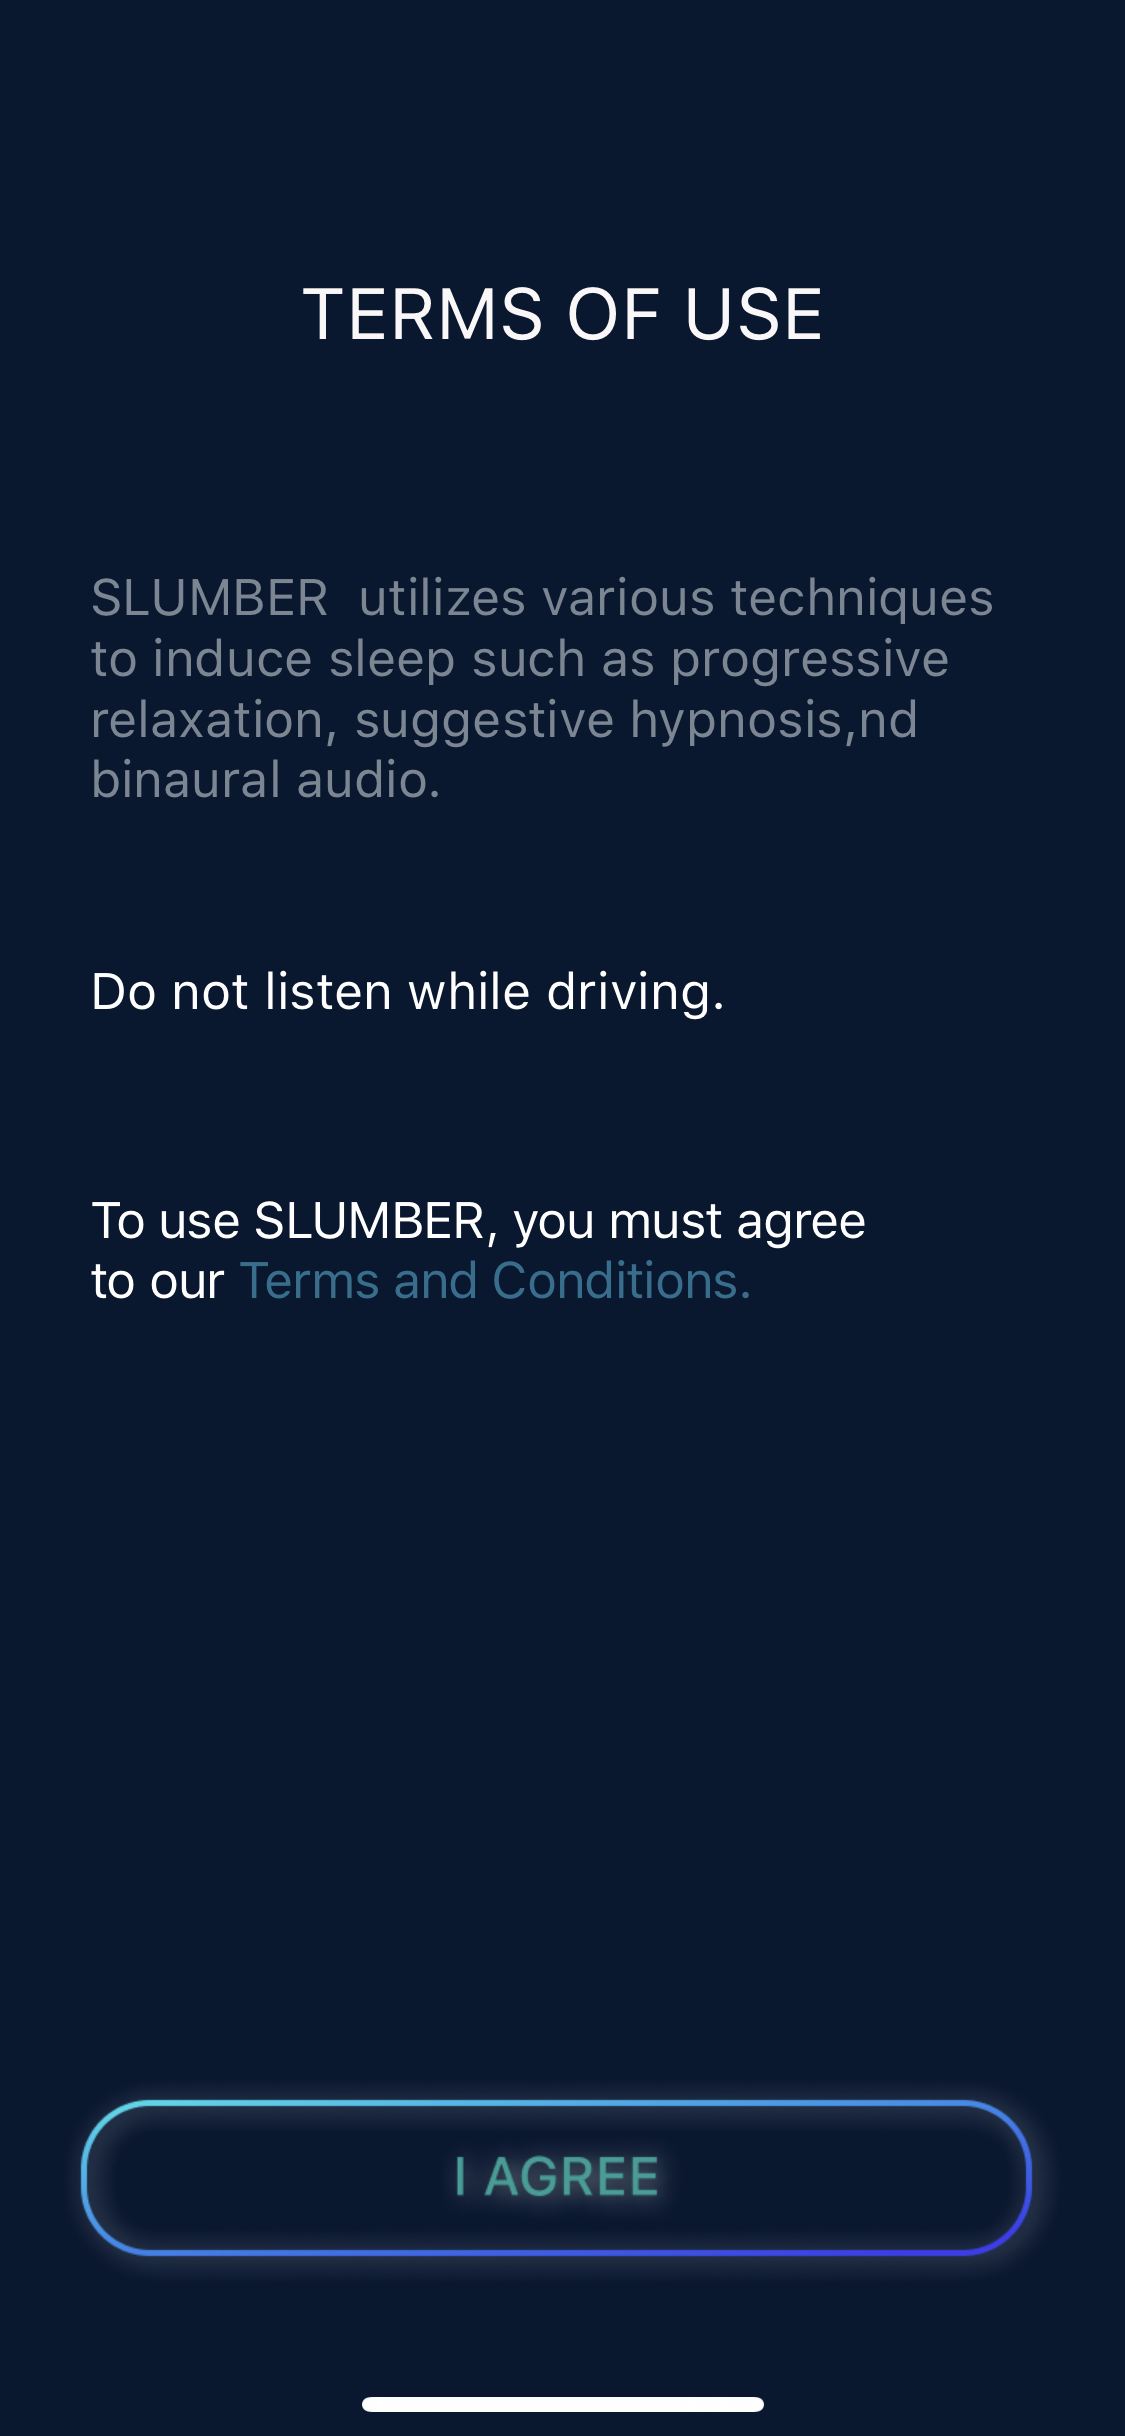 TERMS OF USE
SLUMBER  utilizes various techniques
to induce sleep such as progressive
relaxation, suggestive hypnosis,nd
binaural audio.
Do not listen while driving.
To use SLUMBER, you must agree
to our Terms and Conditions.
I AGREE